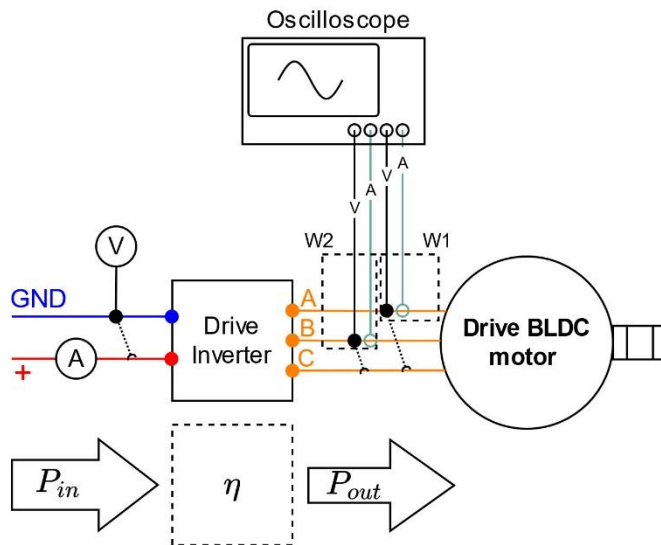 Oscilloscope
V
A
V
A
W2
W1
V
GND
A
B
C
Drive
Inverter
Drive BLDC
motor
+
A
P_in
η
P_out